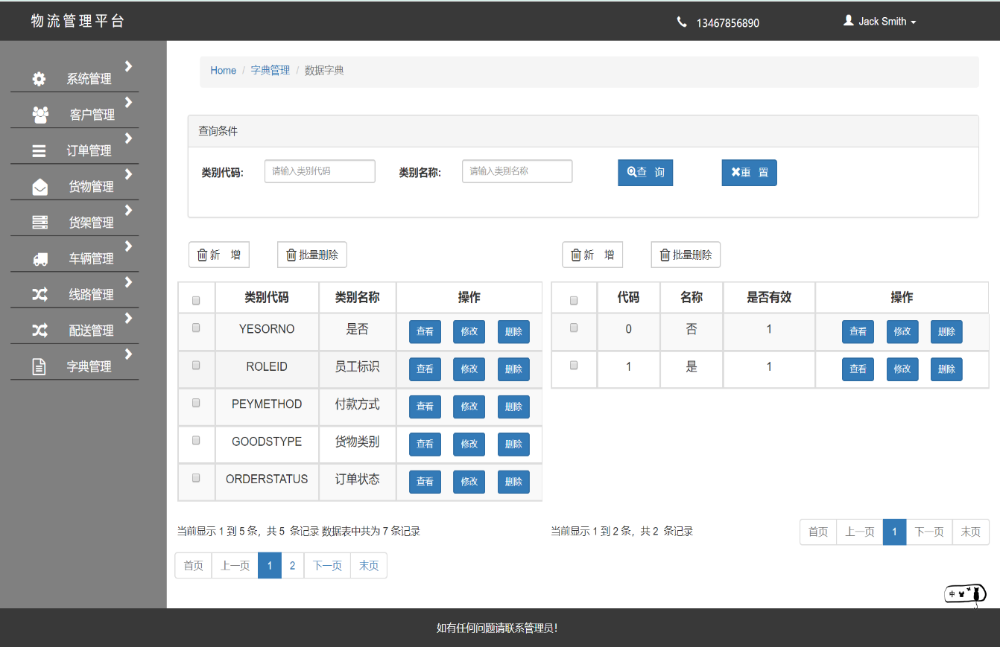 物流管理平台
13467856890
Jack Smith
系统管理
客户管理
订单管理
货物管理
货架管理
车辆管理
线路管理
配送管理
字典管理
Home / 字典管理 / 数据字典
查询条件
类别代码: 请输入类别代码 类别名称: 请输入类别名称 查 询 重 置
新 增 批量删除
类别代码 类别名称 操作
YESORNO 是否 查看 修改 删除
ROLEID 员工标识 查看 修改 删除
PEYMETHOD 付款方式 查看 修改 删除
GOODSTYPE 货物类别 查看 修改 删除
ORDERSTATUS 订单状态 查看 修改 删除
当前显示 1 到 5 条，共 5 条记录 数据表中共为 7 条记录
首页 上一页 1 2 下一页 末页
新 增 批量删除
代码 名称 是否有效 操作
0 否 1 查看 修改 删除
1 是 1 查看 修改 删除
当前显示 1 到 2 条，共 2 条记录
首页 上一页 1 下一页 末页
中
如有任何问题请联系管理员!